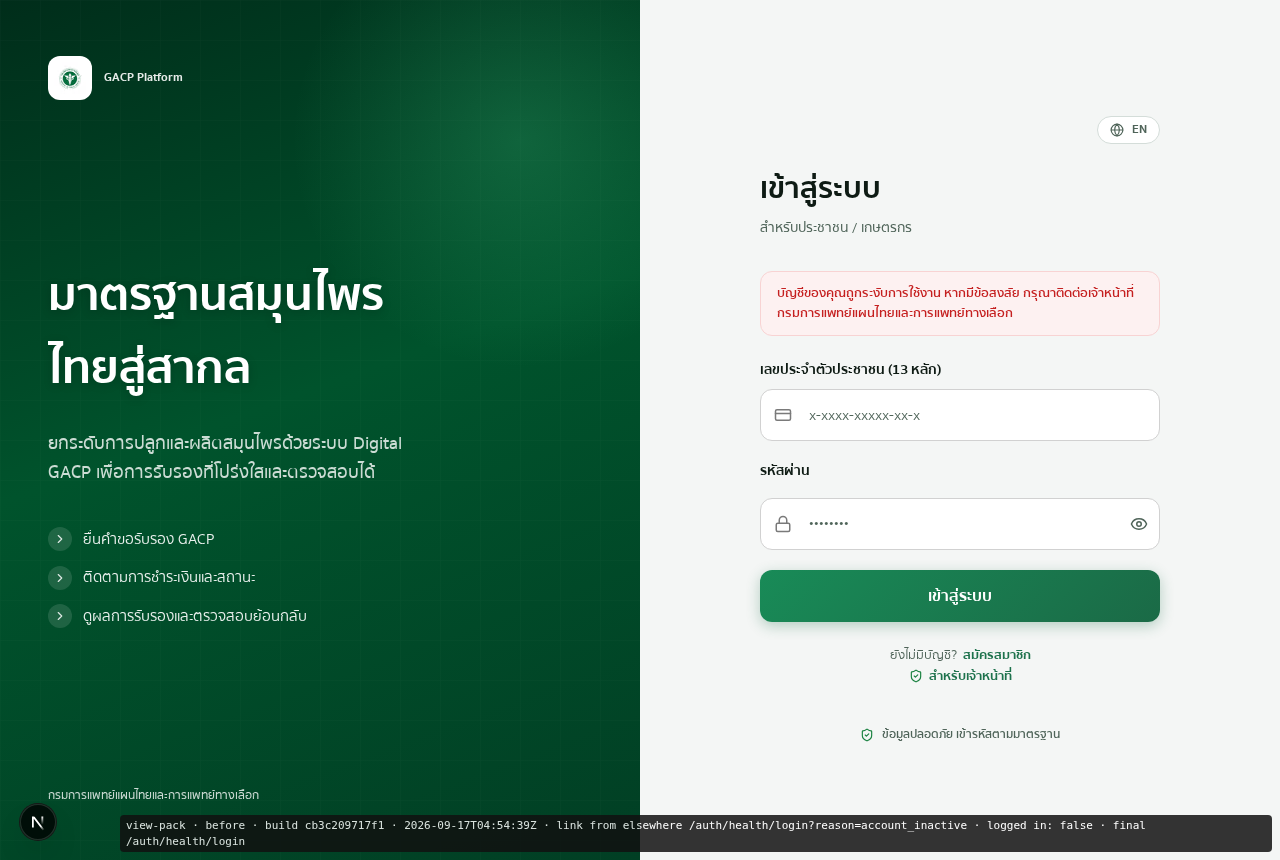 GACP Platform
มาตรฐานสมุนไพร
ไทยสู่สากล
ยกระดับการปลูกและผลิตสมุนไพรด้วยระบบ Digital
GACP เพื่อการรับรองที่โปร่งใสและตรวจสอบได้
ยื่นคำขอรับรอง GACP
ติดตามการชำระเงินและสถานะ
ดูผลการรับรองและตรวจสอบย้อนกลับ
กรมการแพทย์แผนไทยและการแพทย์ทางเลือก
EN
เข้าสู่ระบบ
สำหรับประชาชน / เกษตรกร
บัญชีของคุณถูกระงับการใช้งาน หากมีข้อสงสัย กรุณาติดต่อเจ้าหน้าที่
กรมการแพทย์แผนไทยและการแพทย์ทางเลือก
เลขประจำตัวประชาชน (13 หลัก)
x-xxxx-xxxxx-xx-x
รหัสผ่าน
••••••••
เข้าสู่ระบบ
ยังไม่มีบัญชี? สมัครสมาชิก
สำหรับเจ้าหน้าที่
ข้อมูลปลอดภัย เข้ารหัสตามมาตรฐาน
view-pack · before · build cb3c209717f1 · 2026-09-17T04:54:39Z · link from elsewhere /auth/health/login?reason=account_inactive · logged in: false · final
/auth/health/login